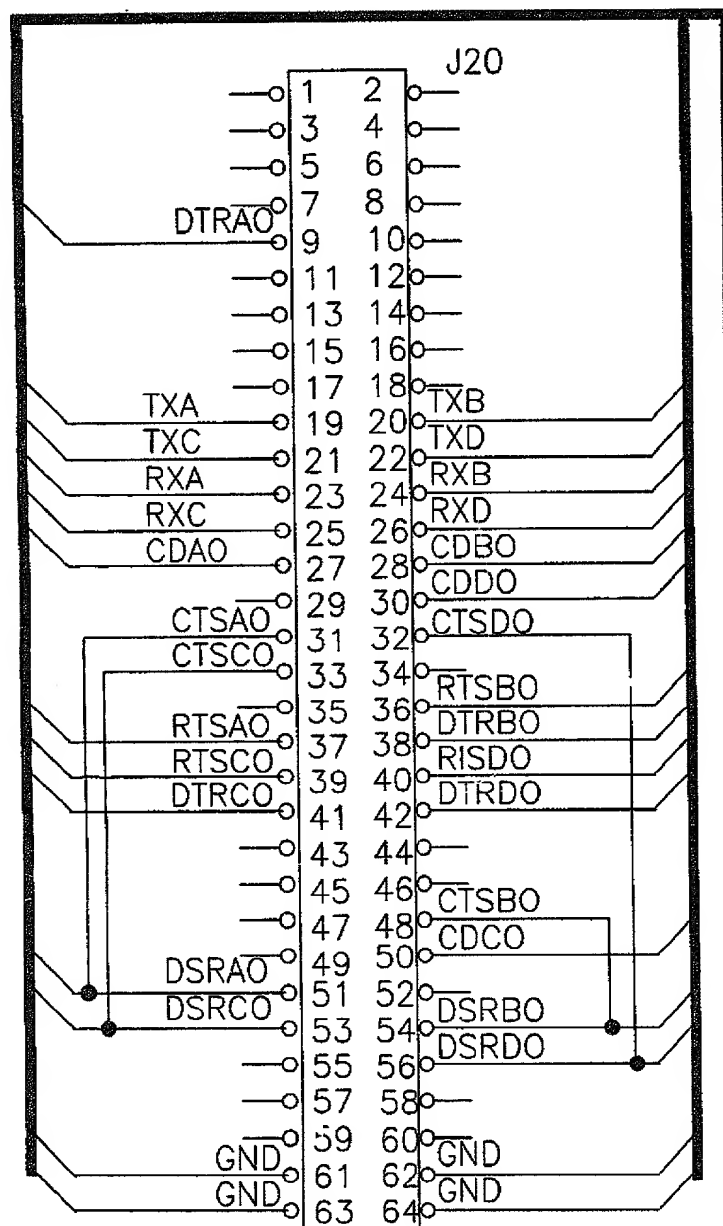 J20
1 2
3 4
5 6
7 8
DTRAO 9 10
11 12
13 14
15 16
17 18
TXA 19 20 TXB
TXC 21 22 TXD
RXA 23 24 RXB
RXC 25 26 RXD
CDAO 27 28 CDBO
29 30 CDDO
CTSAO 31 32 CTSDO
CTSCO 33 34
35 36 RTSBO
RTSAO 37 38 DTRBO
RTSCO 39 40 RISDO
DTRCO 41 42 DTRDO
43 44
45 46
47 48 CTSBO
49 50 CDCO
DSRAO 51 52
DSRCO 53 54 DSRBO
55 56 DSRDO
57 58
59 60
GND 61 62 GND
GND 63 64 GND